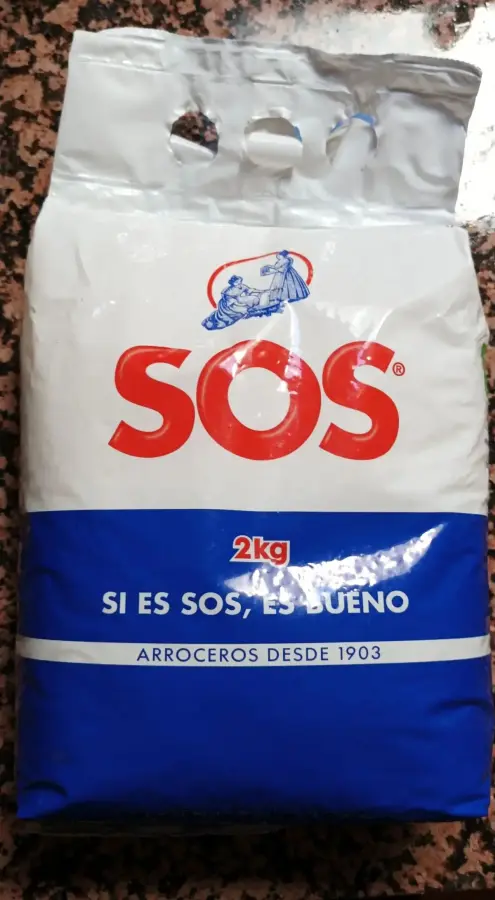 SOS®
2kg
SI ES SOS, ES BUENO
ARROCEROS DESDE 1903